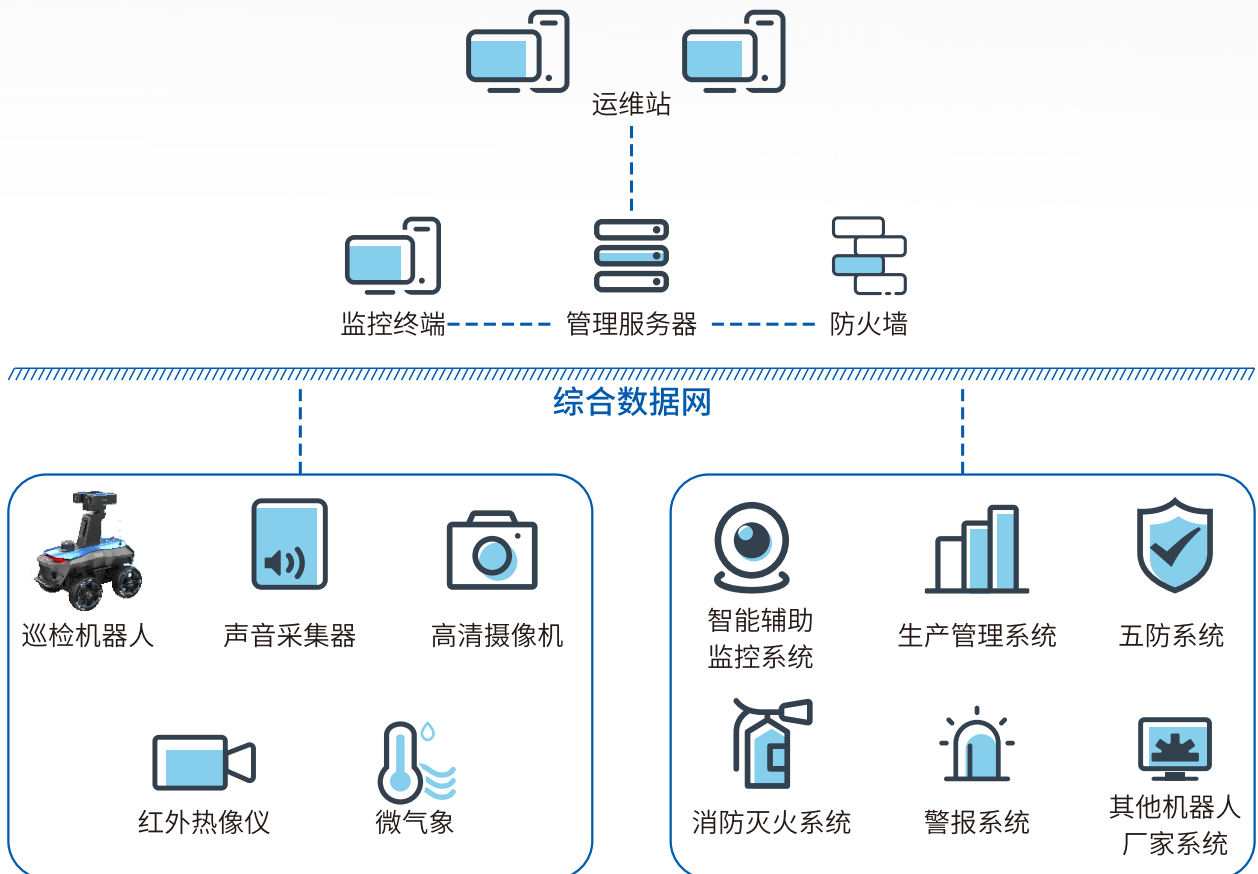 运维站
监控终端
管理服务器
防火墙
综合数据网
巡检机器人
声音采集器
高清摄像机
红外热像仪
微气象
智能辅助
监控系统
生产管理系统
五防系统
消防灭火系统
警报系统
其他机器人
厂家系统